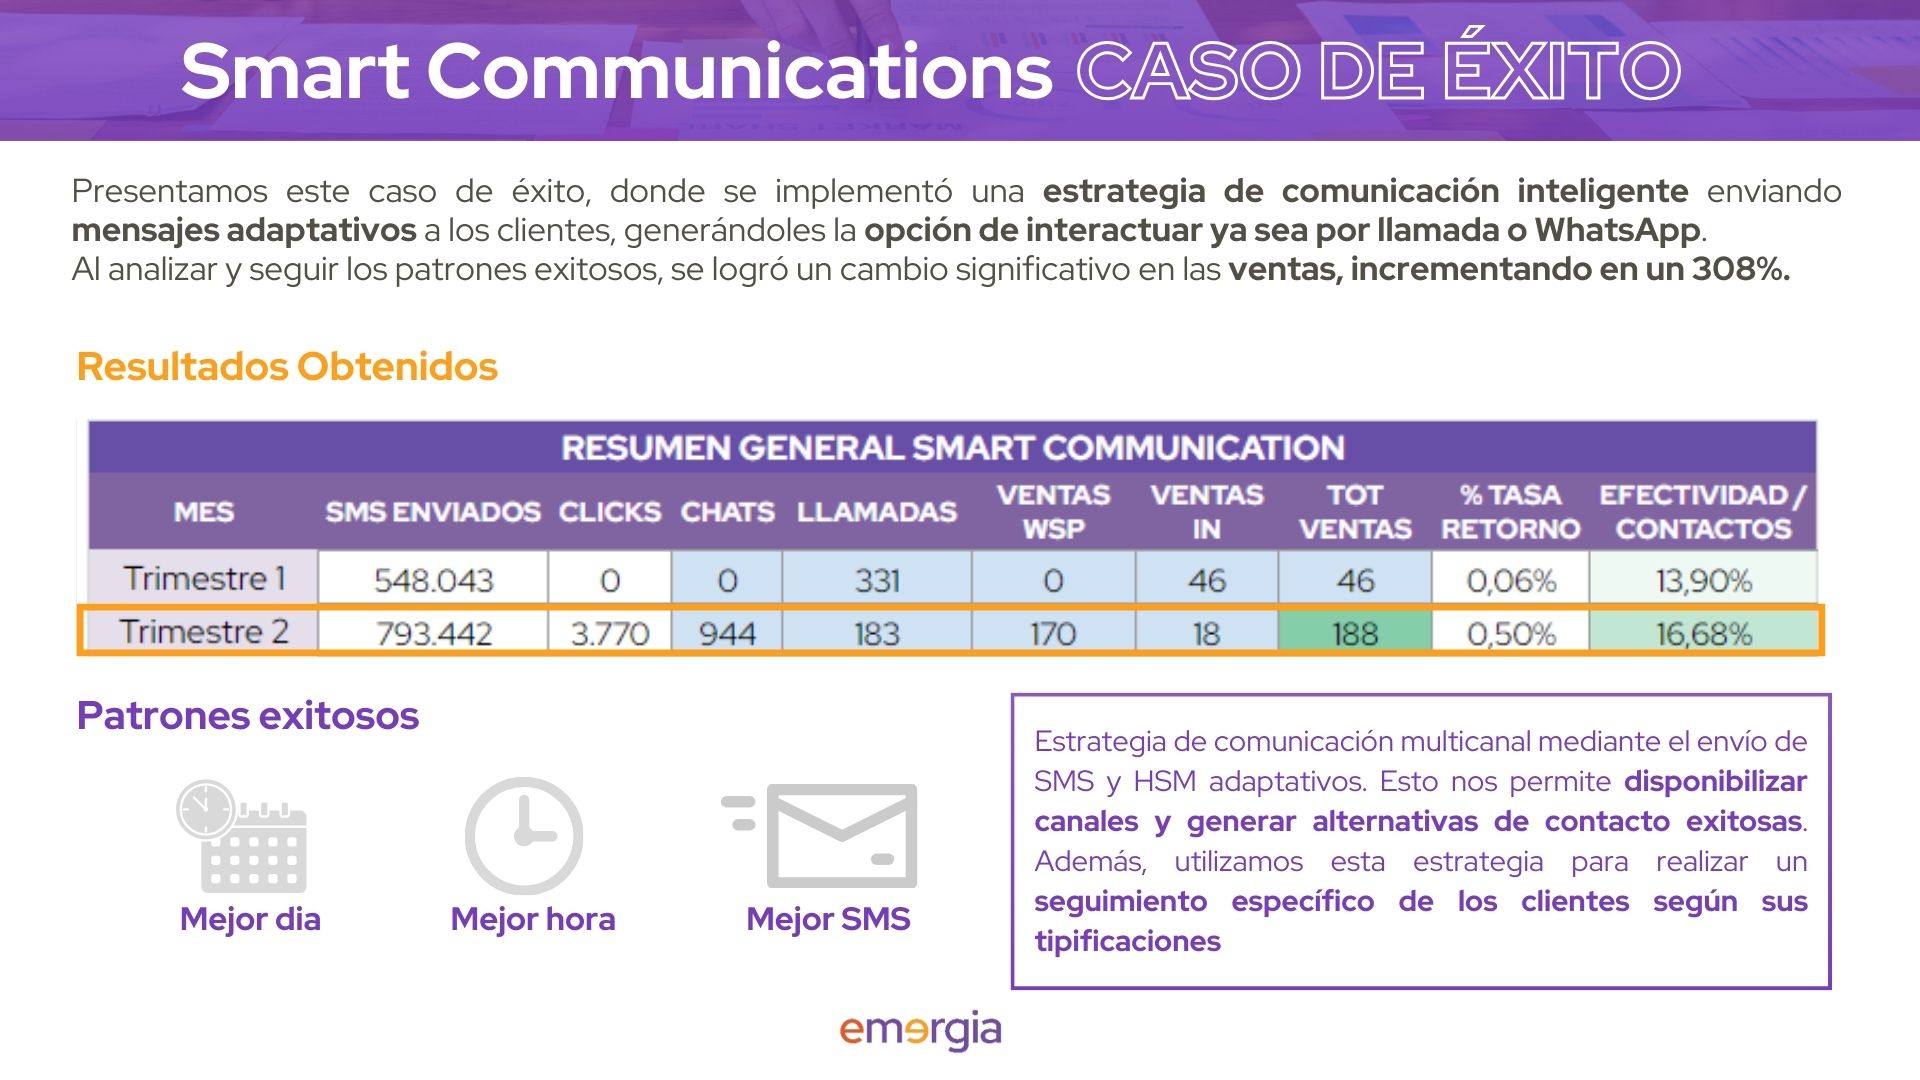 Smart Communications CASO DE ÉXITO
Presentamos este caso de éxito, donde se implementó una estrategia de comunicación inteligente enviando
mensajes adaptativos a los clientes, generándoles la opción de interactuar ya sea por llamada o WhatsApp.
Al analizar y seguir los patrones exitosos, se logró un cambio significativo en las ventas, incrementando en un 308%.
Resultados Obtenidos
RESUMEN GENERAL SMART COMMUNICATION
MES SMS ENVIADOS CLICKS CHATS LLAMADAS VENTAS WSP VENTAS IN TOT VENTAS % TASA RETORNO EFECTIVIDAD / CONTACTOS
Trimestre 1 548.043 0 0 331 0 46 46 0,06% 13,90%
Trimestre 2 793.442 3.770 944 183 170 18 188 0,50% 16,68%
Patrones exitosos
Mejor dia
Mejor hora
Mejor SMS
Estrategia de comunicación multicanal mediante el envío de
SMS y HSM adaptativos. Esto nos permite disponibilizar
canales y generar alternativas de contacto exitosas.
Además, utilizamos esta estrategia para realizar un
seguimiento específico de los clientes según sus
tipificaciones
emergia